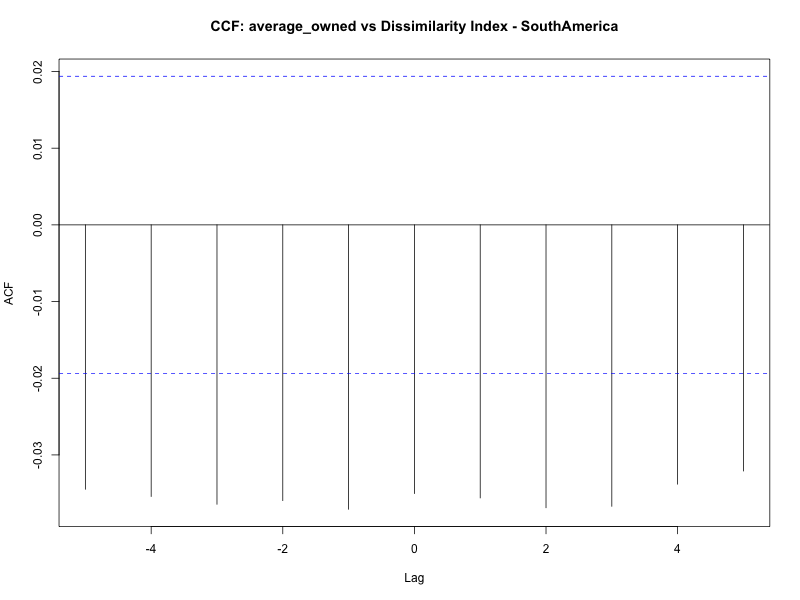 CCF: average_owned vs Dissimilarity Index - SouthAmerica
ACF
0.02
0.01
0.00
-0.01
-0.02
-0.03
-4 -2 0 2 4
Lag